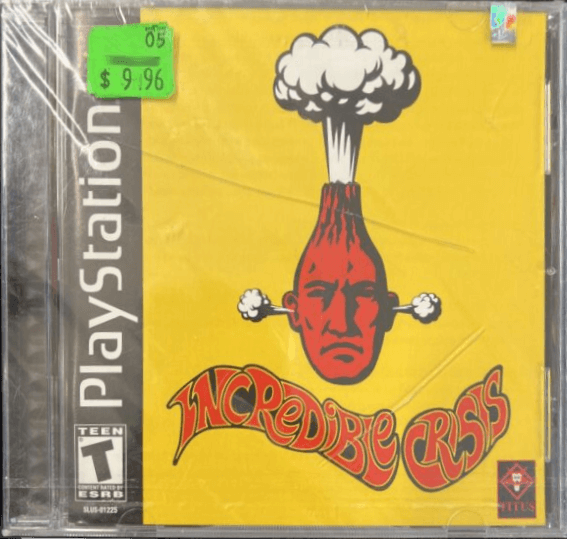 05
$ 9.96
PlayStation
INCREDIBLE CRISIS
TEEN
T
CONTENT RATED BY
ESRB
SLUS-01225
TITUS